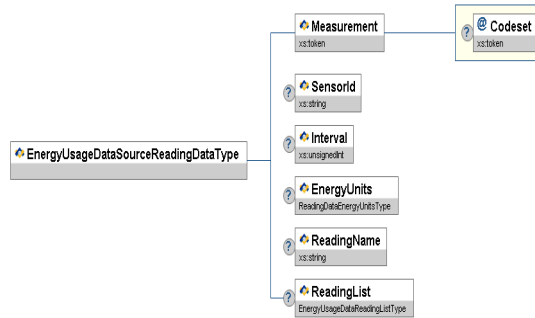 Measurement
xs:token
? @ Codeset
xs:token
? SensorId
xs:string
? Interval
xs:unsignedInt
EnergyUsageDataSourceReadingDataType
? EnergyUnits
ReadingDataEnergyUnitsType
? ReadingName
xs:string
? ReadingList
EnergyUsageDataReadingListType